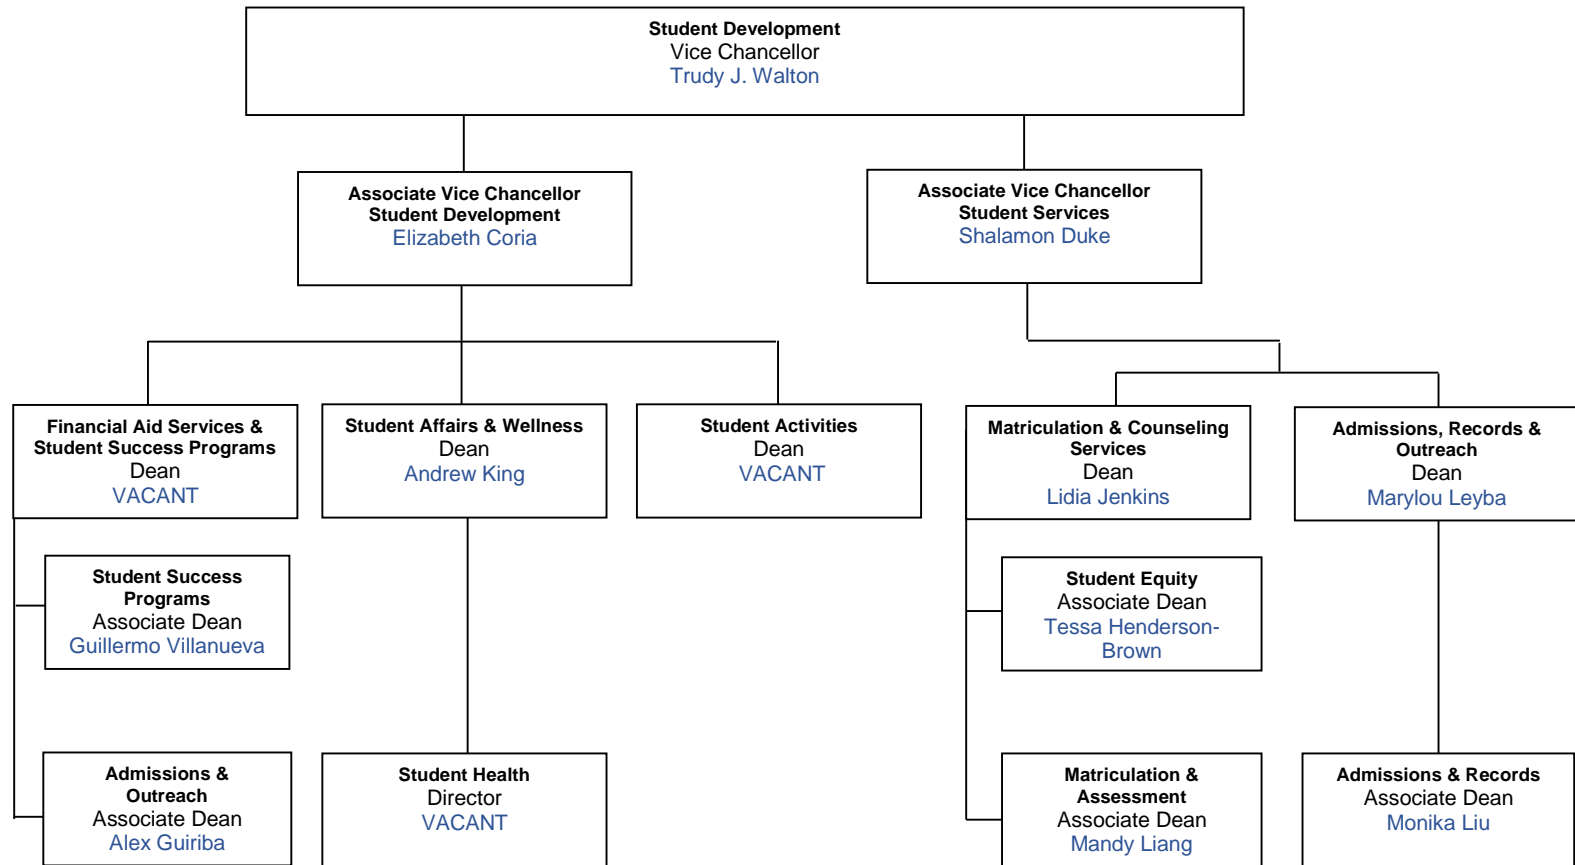 Student Development
Vice Chancellor
Trudy J. Walton
Associate Vice Chancellor
Student Development
Elizabeth Coria
Associate Vice Chancellor
Student Services
Shalamon Duke
Financial Aid Services &
Student Success Programs
Dean
VACANT
Student Affairs & Wellness
Dean
Andrew King
Student Activities
Dean
VACANT
Matriculation & Counseling
Services
Dean
Lidia Jenkins
Admissions, Records &
Outreach
Dean
Marylou Leyba
Student Success
Programs
Associate Dean
Guillermo Villanueva
Student Equity
Associate Dean
Tessa Henderson-
Brown
Admissions &
Outreach
Associate Dean
Alex Guiriba
Student Health
Director
VACANT
Matriculation &
Assessment
Associate Dean
Mandy Liang
Admissions & Records
Associate Dean
Monika Liu